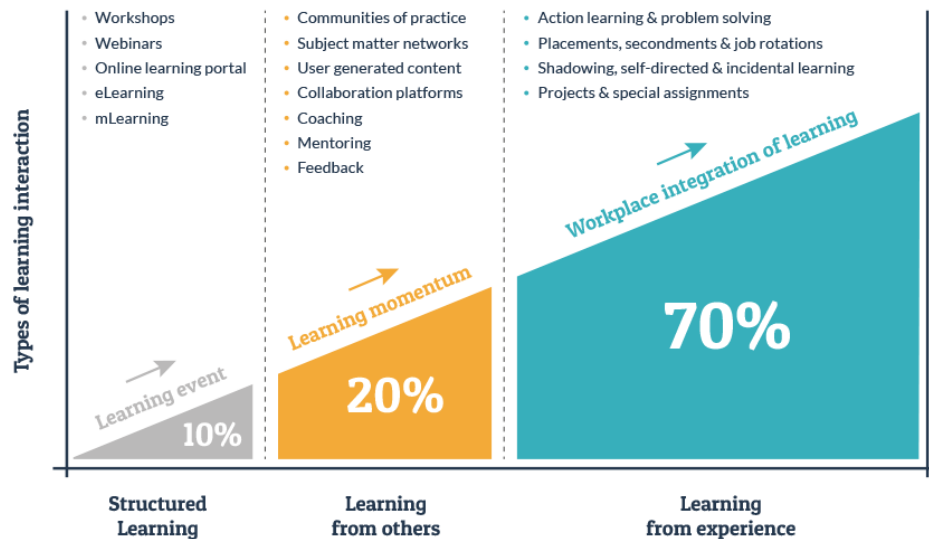 Types of learning interaction
Workshops
Webinars
Online learning portal
eLearning
mLearning
Communities of practice
Subject matter networks
User generated content
Collaboration platforms
Coaching
Mentoring
Feedback
Action learning & problem solving
Placements, secondments & job rotations
Shadowing, self-directed & incidental learning
Projects & special assignments
Learning event
10%
Learning momentum
20%
Workplace integration of learning
70%
Structured
Learning
Learning
from others
Learning
from experience